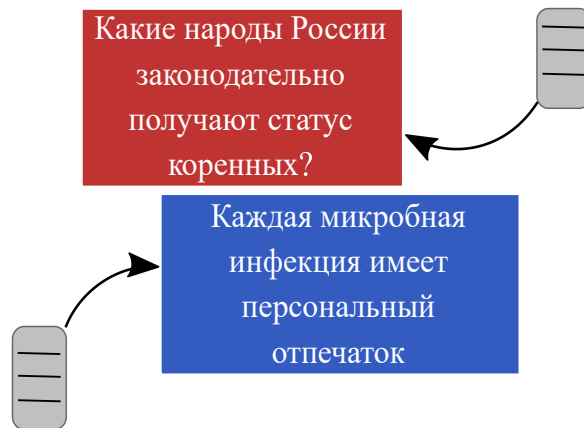 Какие народы России
законодательно
получают статус
коренных?
Каждая микробная
инфекция имеет
персональный
отпечаток